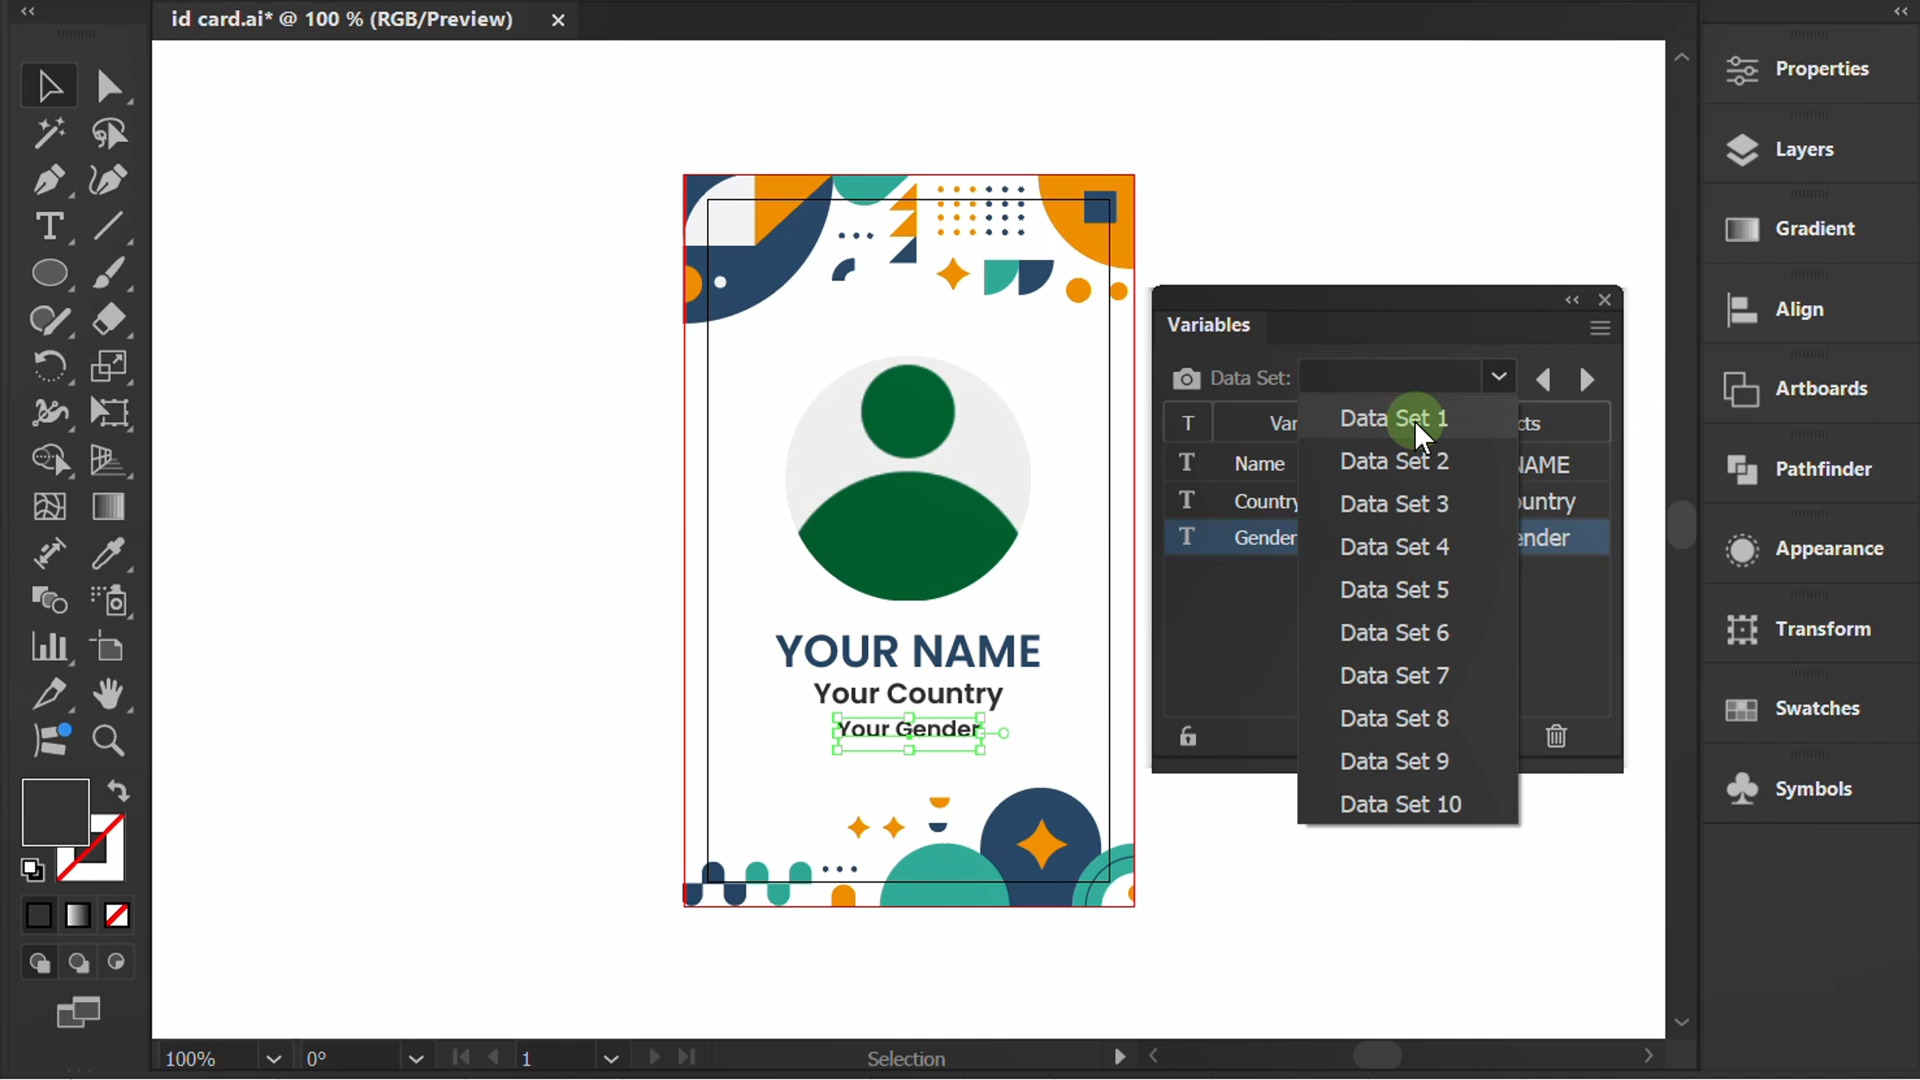 id card.ai* @ 100 % (RGB/Preview)
Properties
Layers
Gradient
Align
Artboards
Pathfinder
Appearance
Transform
Swatches
Symbols
YOUR NAME
Your Country
Your Gender
Variables
Data Set:
Data Set 1
Data Set 2
Data Set 3
Data Set 4
Data Set 5
Data Set 6
Data Set 7
Data Set 8
Data Set 9
Data Set 10
T Var cts
T Name NAME
T Country ountry
T Gender ender
100% 0° 1 Selection